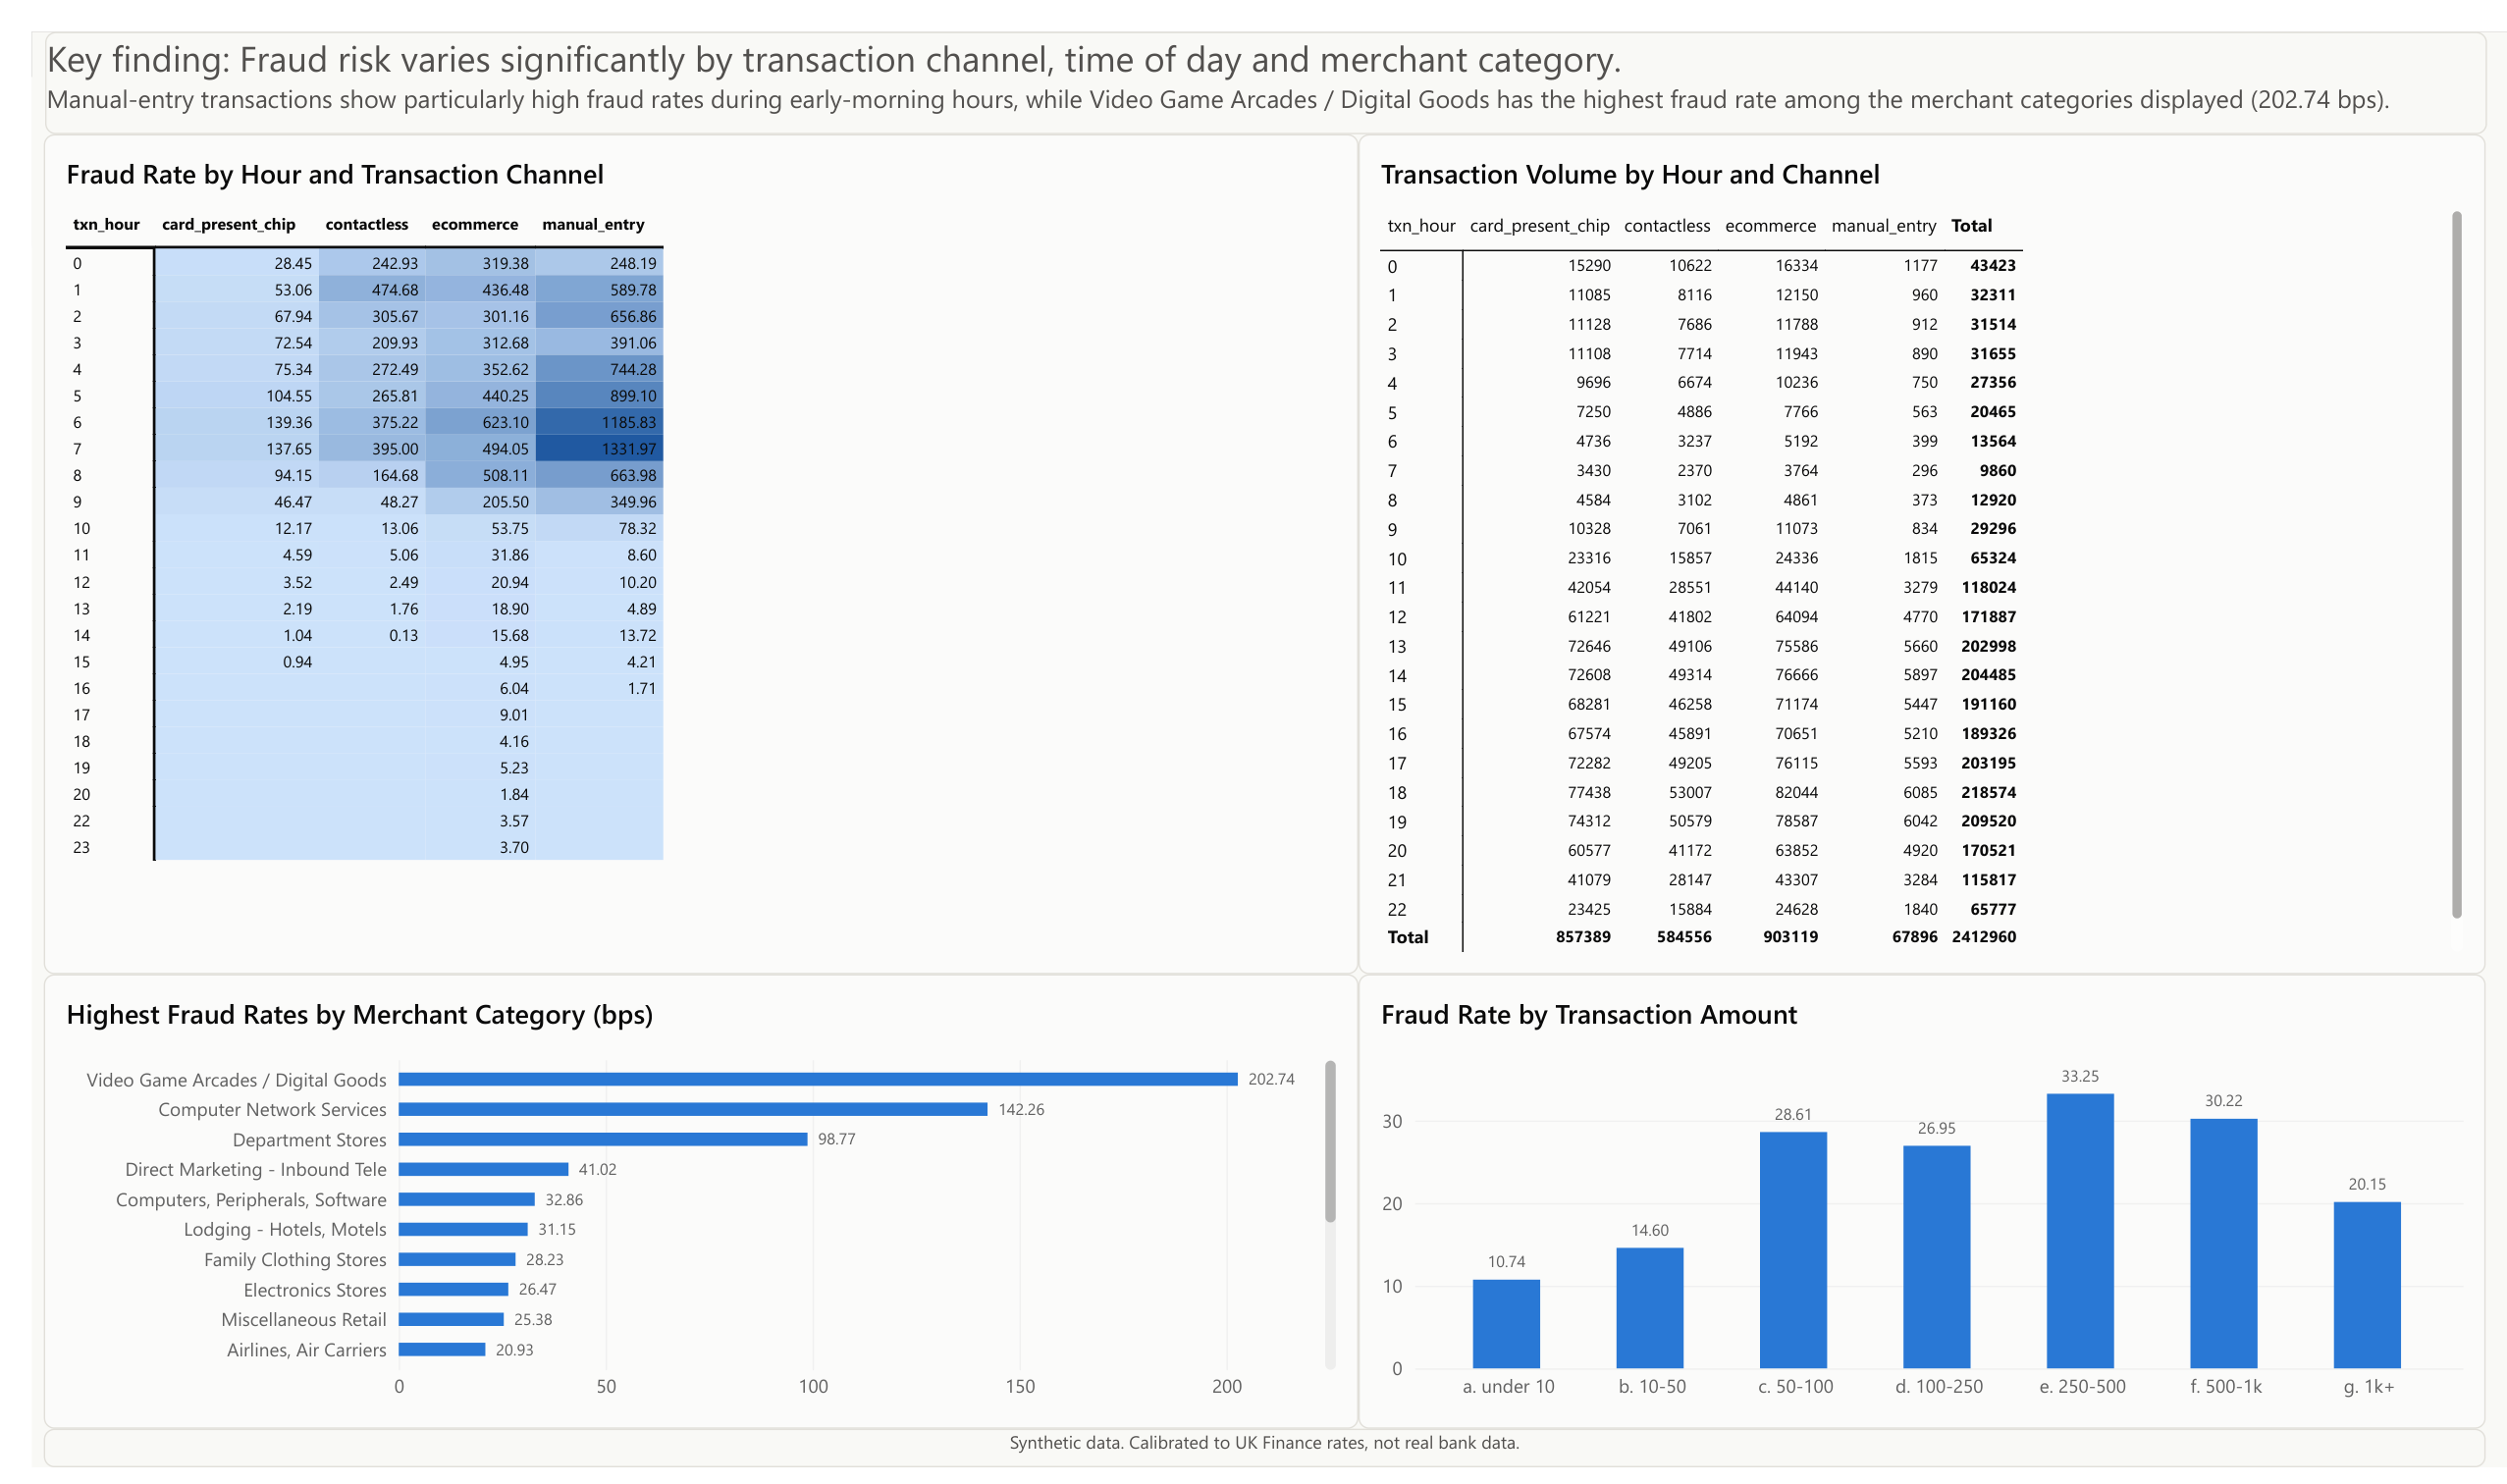 Key finding: Fraud risk varies significantly by transaction channel, time of day and merchant category.
Manual-entry transactions show particularly high fraud rates during early-morning hours, while Video Game Arcades / Digital Goods has the highest fraud rate among the merchant categories displayed (202.74 bps).
Fraud Rate by Hour and Transaction Channel
txn_hour card_present_chip contactless ecommerce manual_entry
0 28.45 242.93 319.38 248.19
1 53.06 474.68 436.48 589.78
2 67.94 305.67 301.16 656.86
3 72.54 209.93 312.68 391.06
4 75.34 272.49 352.62 744.28
5 104.55 265.81 440.25 899.10
6 139.36 375.22 623.10 1185.83
7 137.65 395.00 494.05 1331.97
8 94.15 164.68 508.11 663.98
9 46.47 48.27 205.50 349.96
10 12.17 13.06 53.75 78.32
11 4.59 5.06 31.86 8.60
12 3.52 2.49 20.94 10.20
13 2.19 1.76 18.90 4.89
14 1.04 0.13 15.68 13.72
15 0.94 4.95 4.21
16 6.04 1.71
17 9.01
18 4.16
19 5.23
20 1.84
22 3.57
23 3.70
Transaction Volume by Hour and Channel
txn_hour card_present_chip contactless ecommerce manual_entry Total
0 15290 10622 16334 1177 43423
1 11085 8116 12150 960 32311
2 11128 7686 11788 912 31514
3 11108 7714 11943 890 31655
4 9696 6674 10236 750 27356
5 7250 4886 7766 563 20465
6 4736 3237 5192 399 13564
7 3430 2370 3764 296 9860
8 4584 3102 4861 373 12920
9 10328 7061 11073 834 29296
10 23316 15857 24336 1815 65324
11 42054 28551 44140 3279 118024
12 61221 41802 64094 4770 171887
13 72646 49106 75586 5660 202998
14 72608 49314 76666 5897 204485
15 68281 46258 71174 5447 191160
16 67574 45891 70651 5210 189326
17 72282 49205 76115 5593 203195
18 77438 53007 82044 6085 218574
19 74312 50579 78587 6042 209520
20 60577 41172 63852 4920 170521
21 41079 28147 43307 3284 115817
22 23425 15884 24628 1840 65777
Total 857389 584556 903119 67896 2412960
Highest Fraud Rates by Merchant Category (bps)
Video Game Arcades / Digital Goods 202.74
Computer Network Services 142.26
Department Stores 98.77
Direct Marketing - Inbound Tele 41.02
Computers, Peripherals, Software 32.86
Lodging - Hotels, Motels 31.15
Family Clothing Stores 28.23
Electronics Stores 26.47
Miscellaneous Retail 25.38
Airlines, Air Carriers 20.93
0 50 100 150 200
Fraud Rate by Transaction Amount
30
20
10
0
10.74 14.60 28.61 26.95 33.25 30.22 20.15
a. under 10 b. 10-50 c. 50-100 d. 100-250 e. 250-500 f. 500-1k g. 1k+
Synthetic data. Calibrated to UK Finance rates, not real bank data.